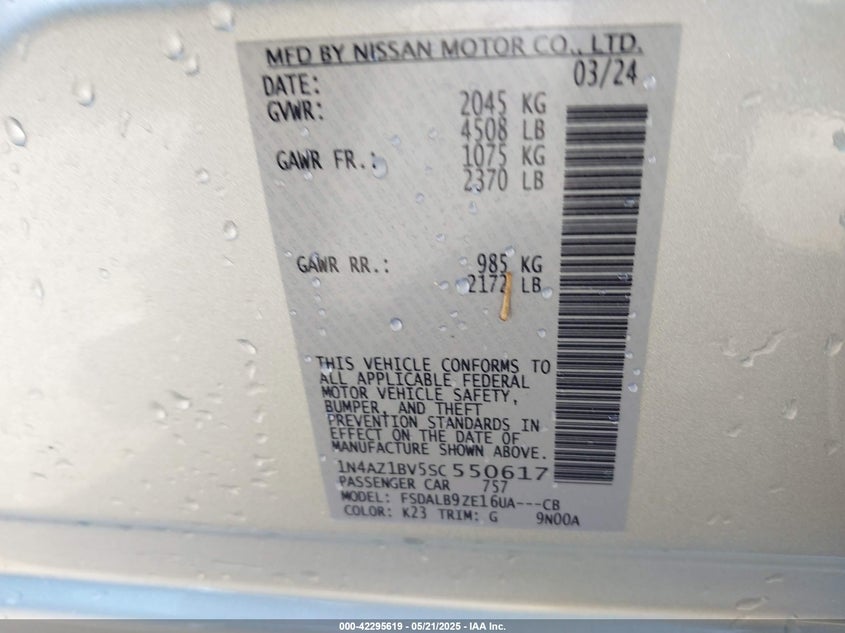 MFD BY NISSAN MOTOR CO., LTD.
DATE: 03/24
GVWR: 2045 KG
4508 LB
GAWR FR.: 1075 KG
2370 LB
GAWR RR.: 985 KG
2172 LB
THIS VEHICLE CONFORMS TO
ALL APPLICABLE FEDERAL
MOTOR VEHICLE SAFETY,
BUMPER, AND THEFT
PREVENTION STANDARDS IN
EFFECT ON THE DATE OF
MANUFACTURE SHOWN ABOVE.
1N4AZ1BV5SC550617
PASSENGER CAR 757
MODEL: FSDALB9ZE16UA---CB
COLOR: K23 TRIM: G 9N00A
000-42295619 - 05/21/2025 - IAA Inc.